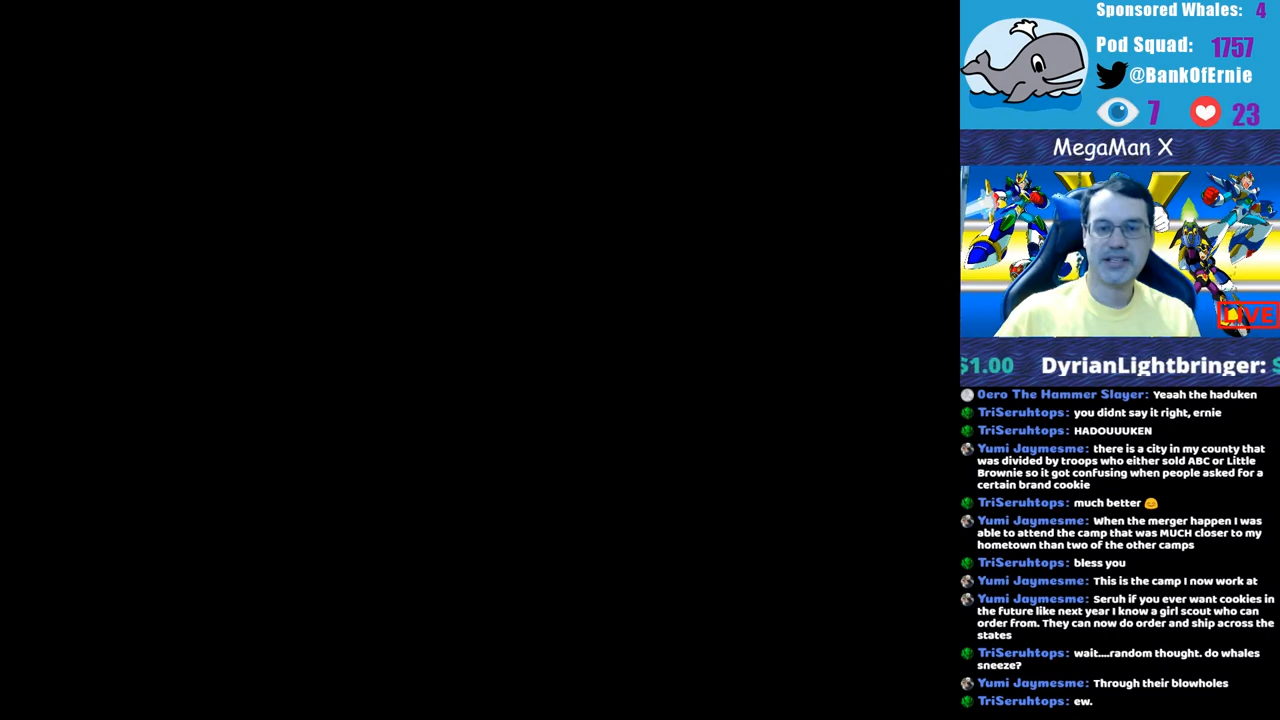 Sponsored Whales: 4
Pod Squad: 1757
@BankOfErnie
7 23
MegaMan X
LIVE
$1.00 DyrianLightbringer: $
0ero The Hammer Slayer: Yeaah the haduken
TriSeruhtops: you didnt say it right, ernie
TriSeruhtops: HADOUUUKEN
Yumi Jaymesme: there is a city in my county that
was divided by troops who either sold ABC or Little
Brownie so it got confusing when people asked for a
certain brand cookie
TriSeruhtops: much better 😊
Yumi Jaymesme: When the merger happen I was
able to attend the camp that was MUCH closer to my
hometown than two of the other camps
TriSeruhtops: bless you
Yumi Jaymesme: This is the camp I now work at
Yumi Jaymesme: Seruh if you ever want cookies in
the future like next year I know a girl scout who can
order from. They can now do order and ship across the
states
TriSeruhtops: wait....random thought. do whales
sneeze?
Yumi Jaymesme: Through their blowholes
TriSeruhtops: ew.